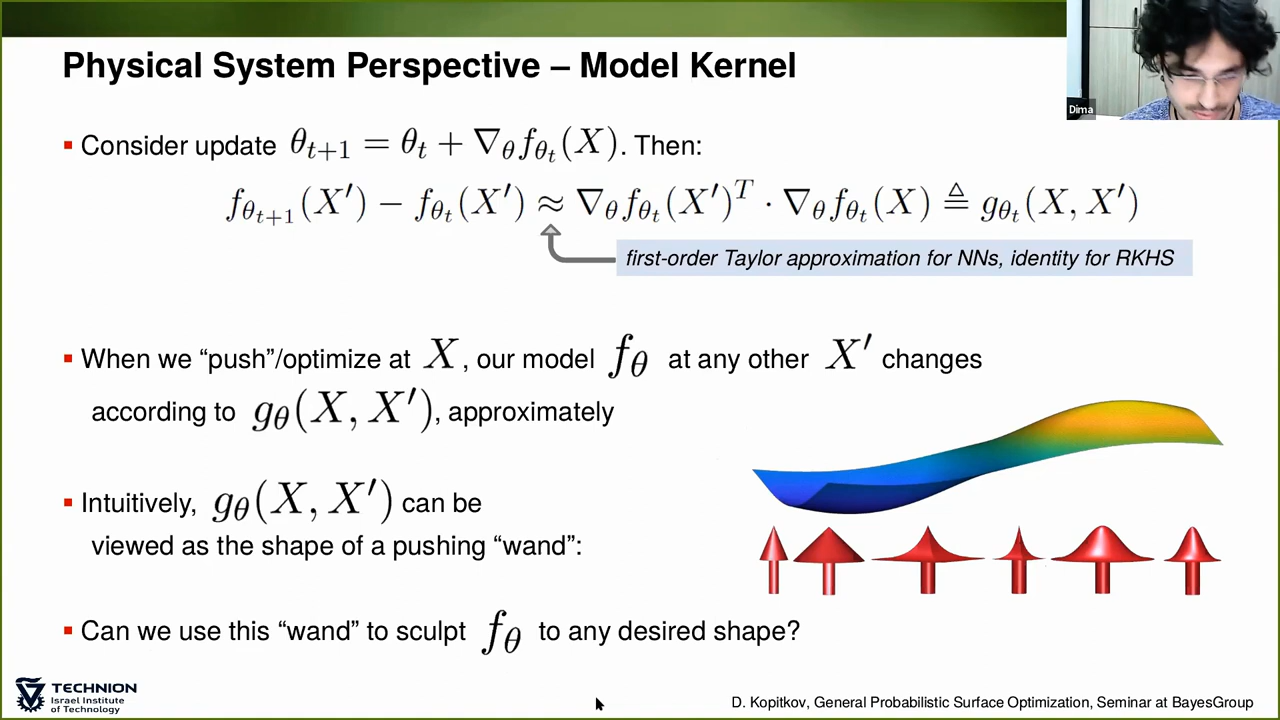 Physical System Perspective – Model Kernel
Dima
▪ Consider update θ_{t+1} = θ_t + ∇_θ f_{θ_t}(X). Then:
f_{θ_{t+1}}(X′) − f_{θ_t}(X′) ≈ ∇_θ f_{θ_t}(X′)^T · ∇_θ f_{θ_t}(X) ≜ g_{θ_t}(X, X′)
first-order Taylor approximation for NNs, identity for RKHS
▪ When we “push”/optimize at X, our model f_θ at any other X′ changes
according to g_θ(X, X′), approximately
▪ Intuitively, g_θ(X, X′) can be
viewed as the shape of a pushing “wand”:
▪ Can we use this “wand” to sculpt f_θ to any desired shape?
TECHNION
Israel Institute
of Technology
D. Kopitkov, General Probabilistic Surface Optimization, Seminar at BayesGroup